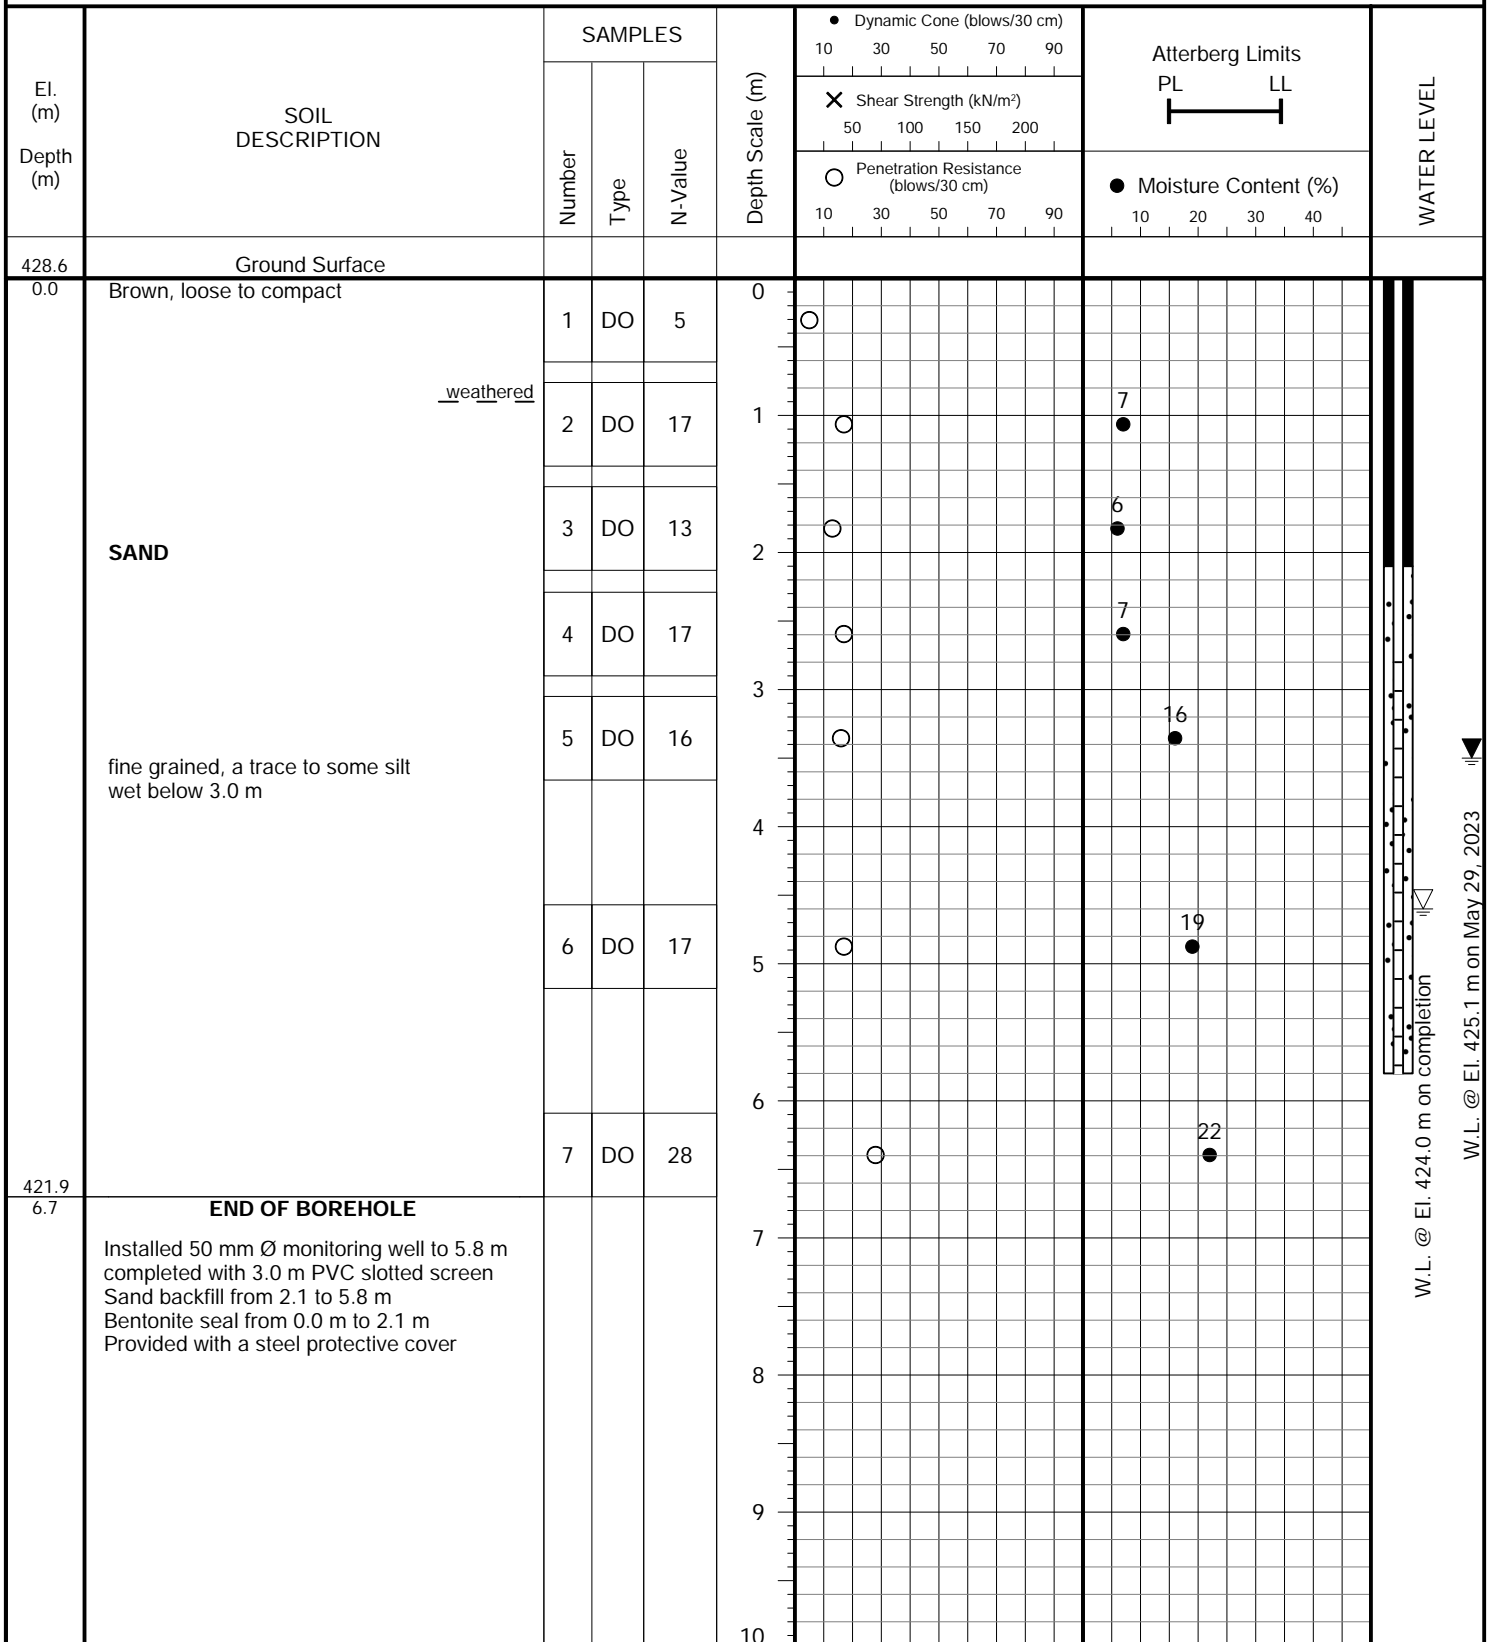 El.
(m)
Depth
(m)
SOIL
DESCRIPTION
SAMPLES
Number
Type
N-Value
Depth Scale (m)
Dynamic Cone (blows/30 cm)
10 30 50 70 90
Shear Strength (kN/m²)
50 100 150 200
Penetration Resistance
(blows/30 cm)
10 30 50 70 90
Atterberg Limits
PL LL
Moisture Content (%)
10 20 30 40
WATER LEVEL
428.6 Ground Surface
0.0 Brown, loose to compact
0
1 DO 5
weathered
1
2 DO 17
7
3 DO 13
6
SAND
2
4 DO 17
7
3
5 DO 16
16
fine grained, a trace to some silt
wet below 3.0 m
4
6 DO 17
19
5
6
7 DO 28
22
421.9
6.7 END OF BOREHOLE
7
Installed 50 mm Ø monitoring well to 5.8 m
completed with 3.0 m PVC slotted screen
Sand backfill from 2.1 to 5.8 m
Bentonite seal from 0.0 m to 2.1 m
Provided with a steel protective cover
8
9
10
W.L. @ El. 424.0 m on completion
W.L. @ El. 425.1 m on May 29, 2023